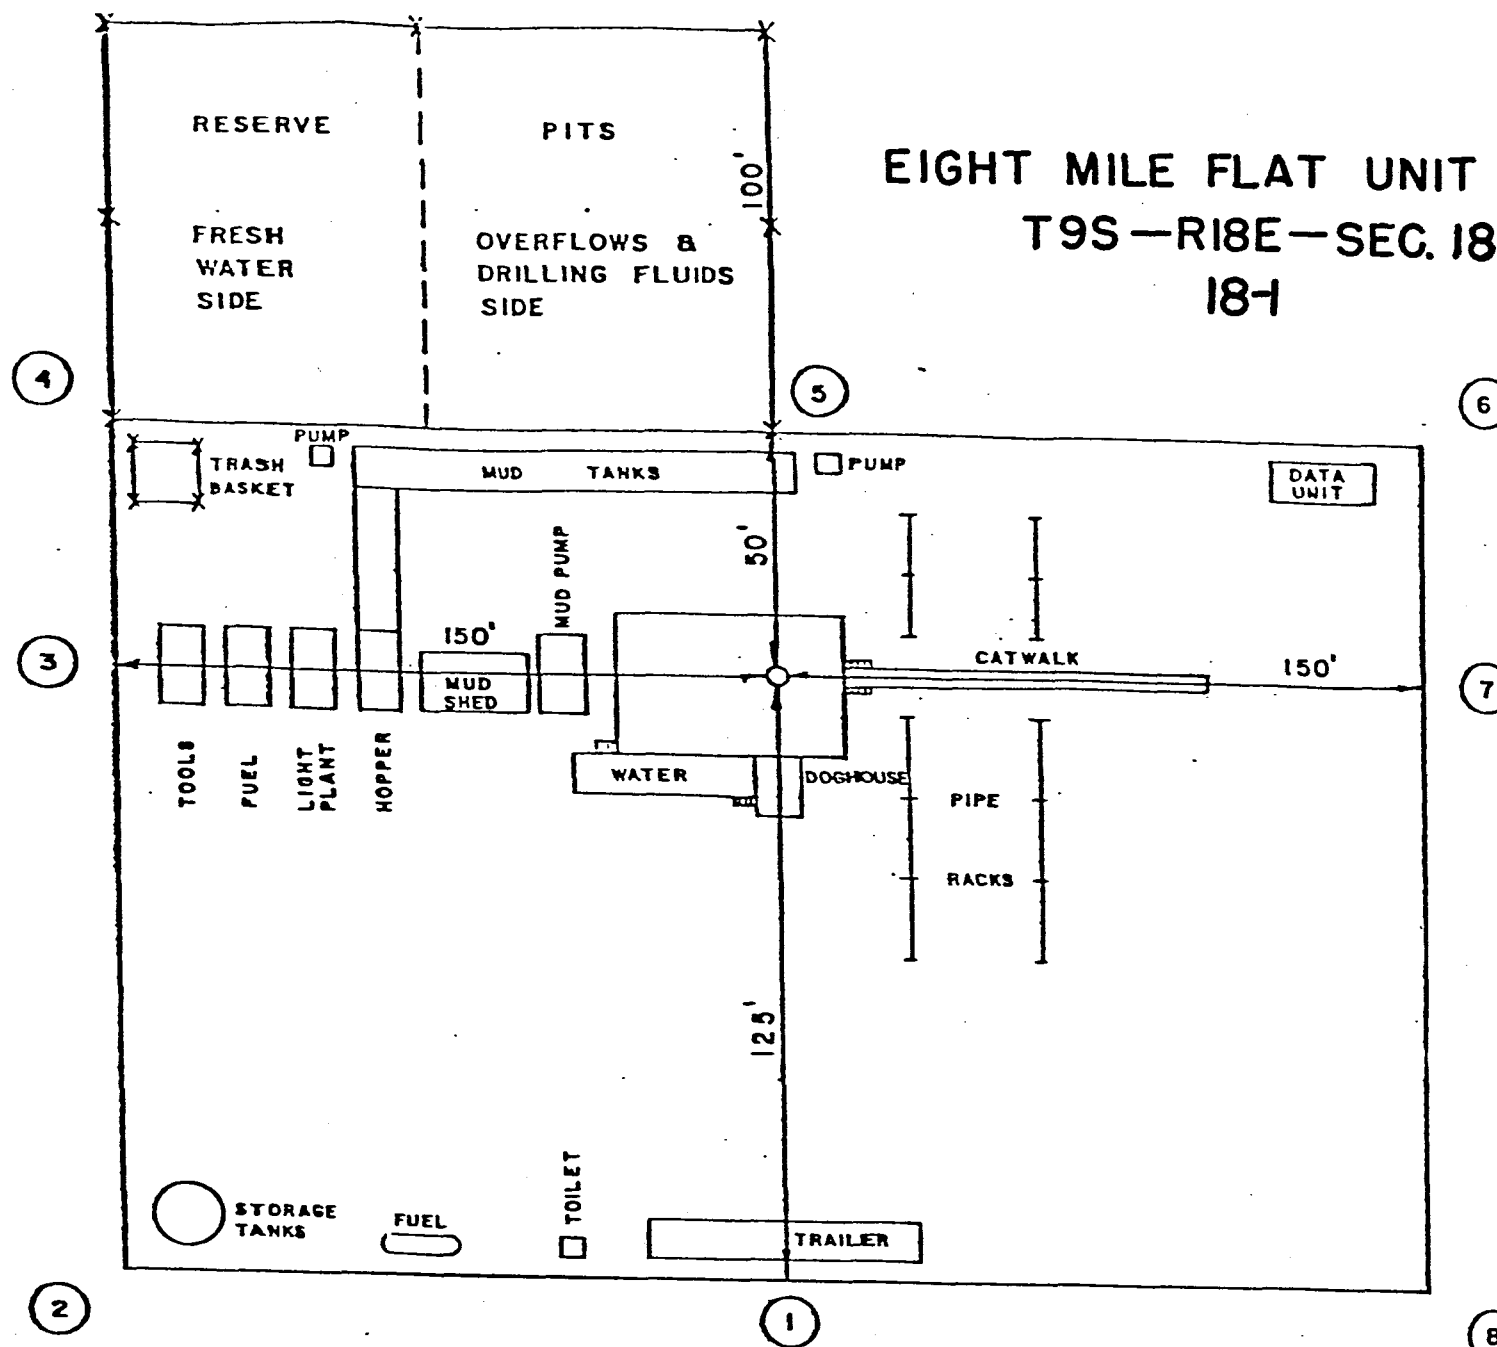 EIGHT MILE FLAT UNIT
T9S—R18E—SEC. 18
18-1
RESERVE
PITS
100'
FRESH
WATER
SIDE
OVERFLOWS &
DRILLING FLUIDS
SIDE
4
5
6
PUMP
TRASH
BASKET
MUD TANKS
PUMP
DATA
UNIT
50'
MUD PUMP
3
150'
MUD
SHED
CATWALK
150'
7
TOOLS
FUEL
LIGHT
PLANT
HOPPER
WATER
DOGHOUSE
PIPE
RACKS
125'
STORAGE
TANKS
FUEL
TOILET
TRAILER
2
1
8